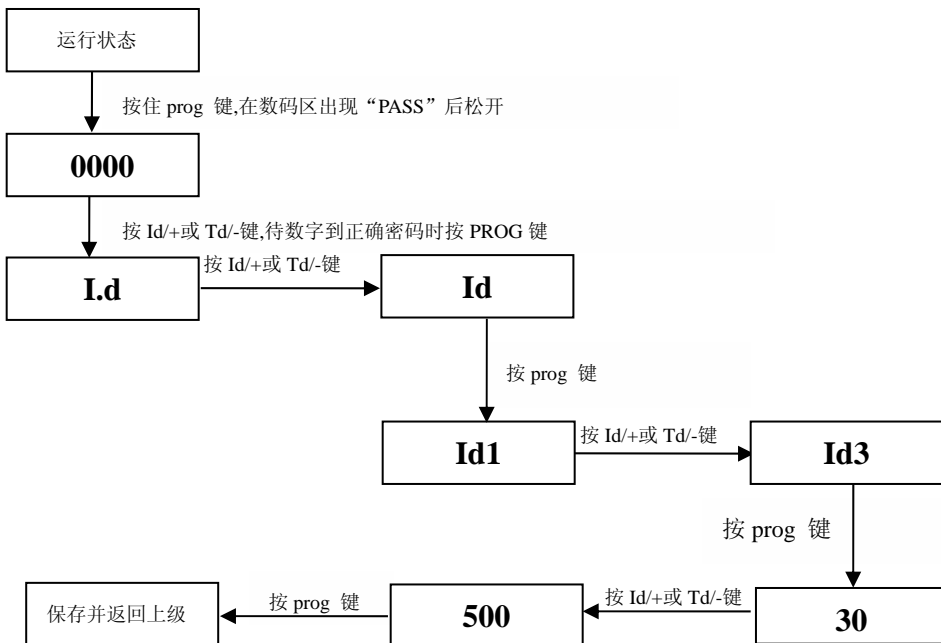 运行状态
按住 prog 键,在数码区出现“PASS”后松开
0000
按 Id/+或 Td/-键,待数字到正确密码时按 PROG 键
I.d
按 Id/+或 Td/-键
Id
按 prog 键
Id1
按 Id/+或 Td/-键
Id3
按 prog 键
保存并返回上级
按 prog 键
500
按 Id/+或 Td/-键
30